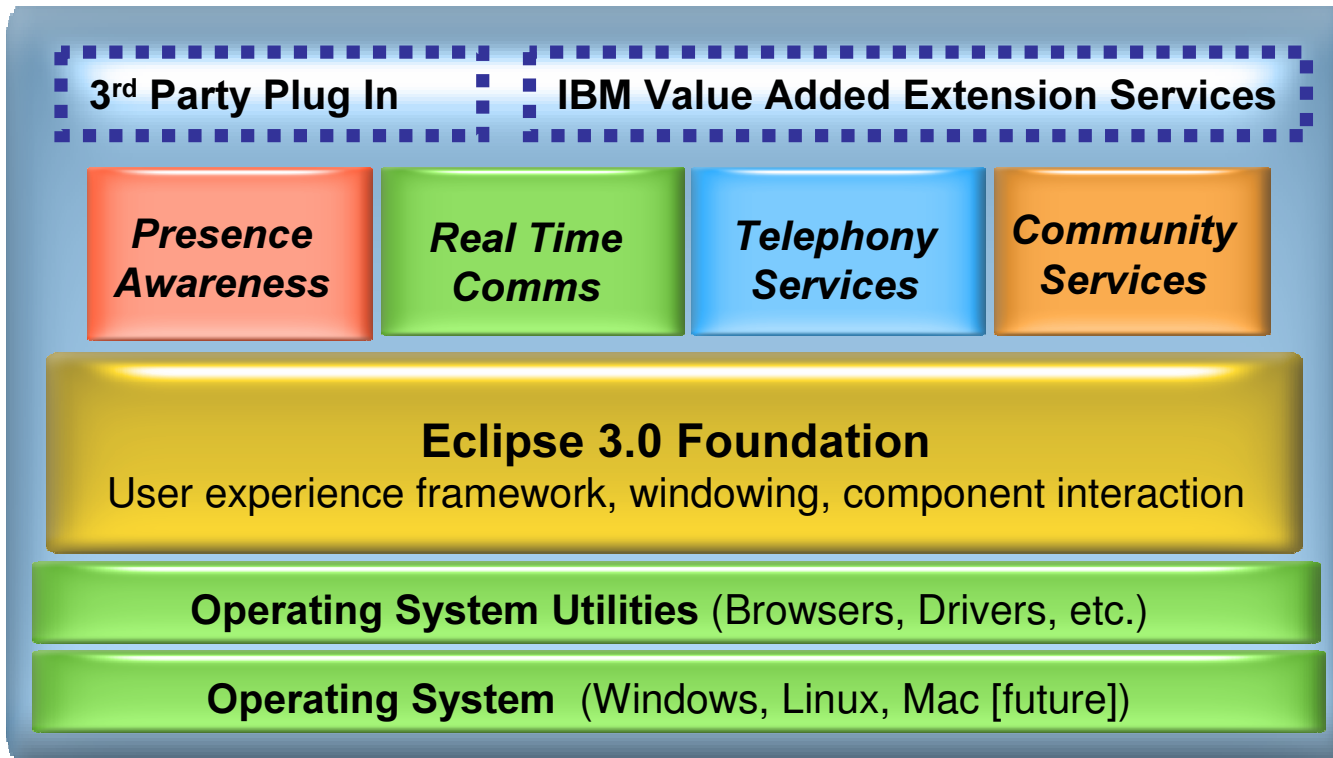 3rd Party Plug In
IBM Value Added Extension Services
Presence
Awareness
Real Time
Comms
Telephony
Services
Community
Services
Eclipse 3.0 Foundation
User experience framework, windowing, component interaction
Operating System Utilities (Browsers, Drivers, etc.)
Operating System (Windows, Linux, Mac [future])